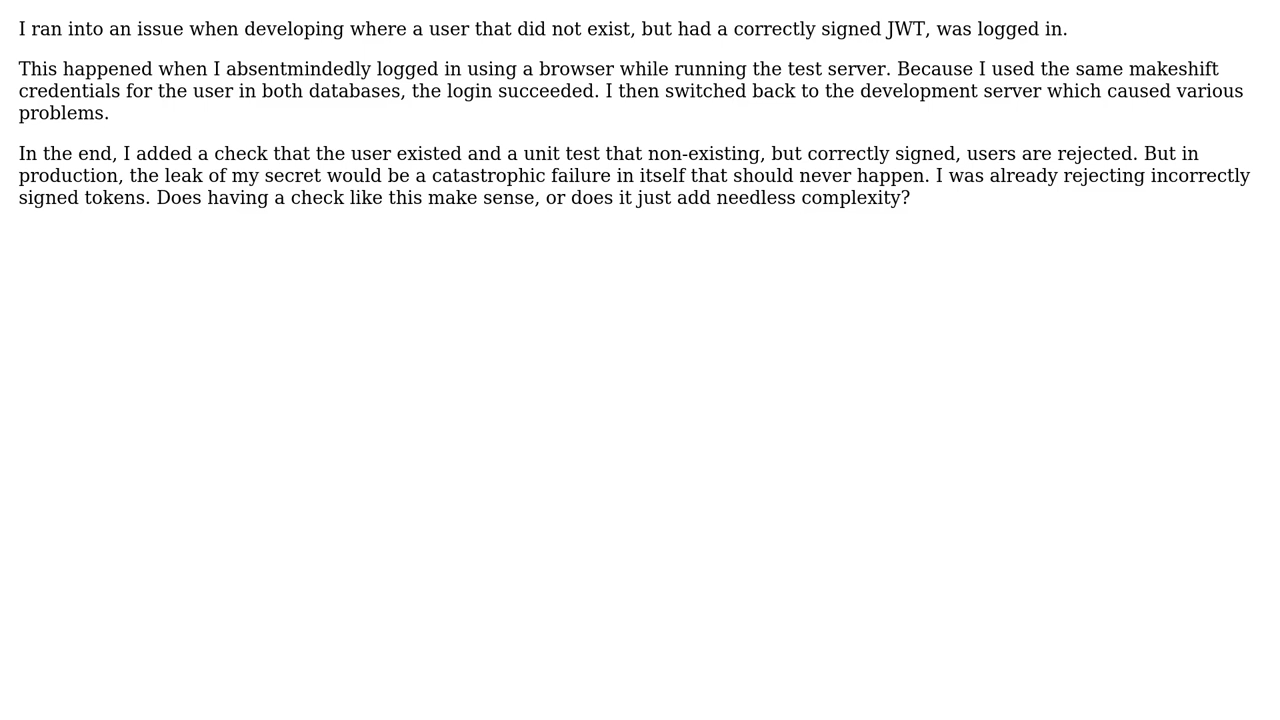 I ran into an issue when developing where a user that did not exist, but had a correctly signed JWT, was logged in.
This happened when I absentmindedly logged in using a browser while running the test server. Because I used the same makeshift
credentials for the user in both databases, the login succeeded. I then switched back to the development server which caused various
problems.
In the end, I added a check that the user existed and a unit test that non-existing, but correctly signed, users are rejected. But in
production, the leak of my secret would be a catastrophic failure in itself that should never happen. I was already rejecting incorrectly
signed tokens. Does having a check like this make sense, or does it just add needless complexity?